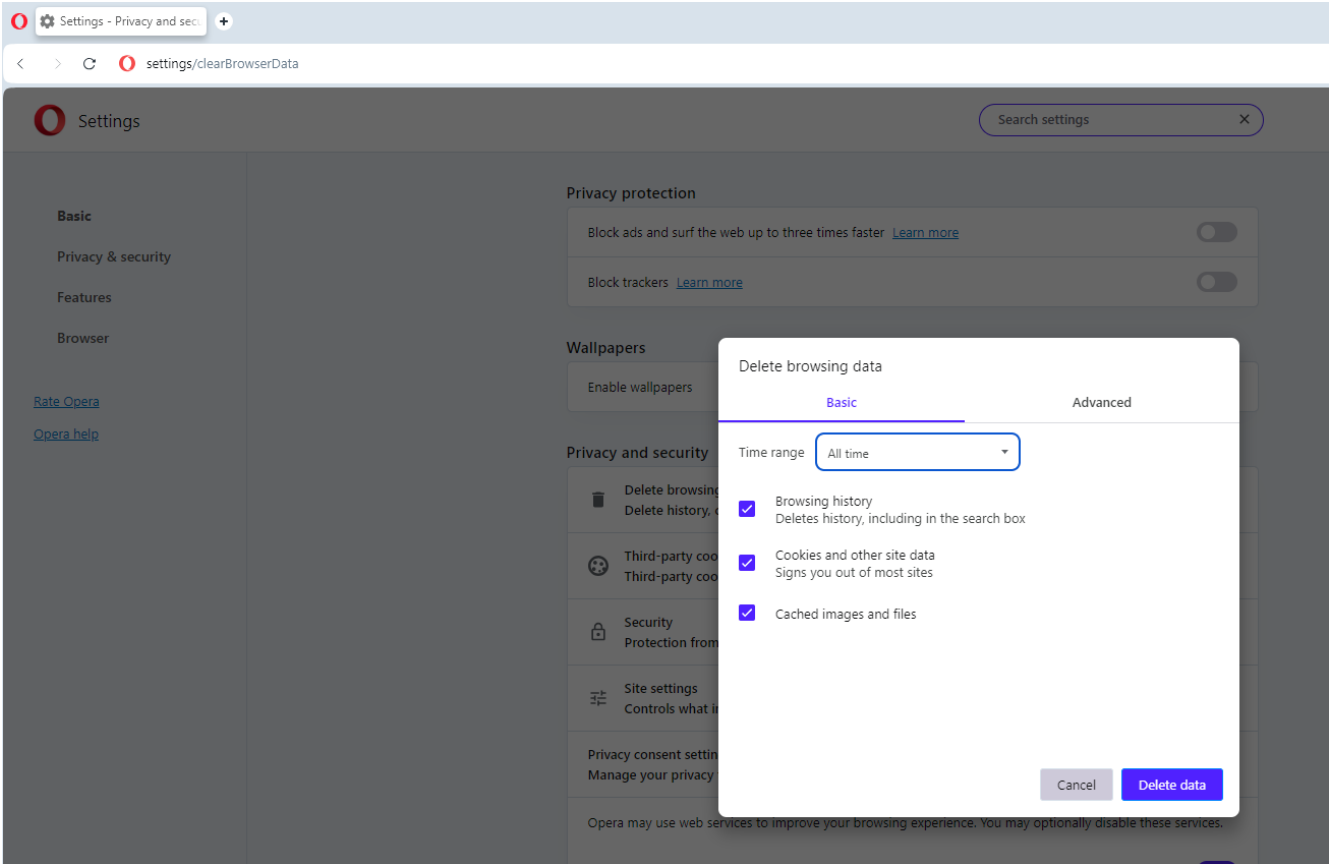 Settings - Privacy and secu
settings/clearBrowserData
Settings
Search settings
Basic
Privacy & security
Features
Browser
Rate Opera
Opera help
Privacy protection
Block ads and surf the web up to three times faster Learn more
Block trackers Learn more
Wallpapers
Enable wallpapers
Privacy and security
Delete browsing
Delete history, c
Third-party coo
Third-party coo
Security
Protection from
Site settings
Controls what i
Privacy consent settin
Manage your privacy
Opera may use web services to improve your browsing experience. You may optionally disable these services.
Delete browsing data
Basic Advanced
Time range All time
Browsing history
Deletes history, including in the search box
Cookies and other site data
Signs you out of most sites
Cached images and files
Cancel Delete data